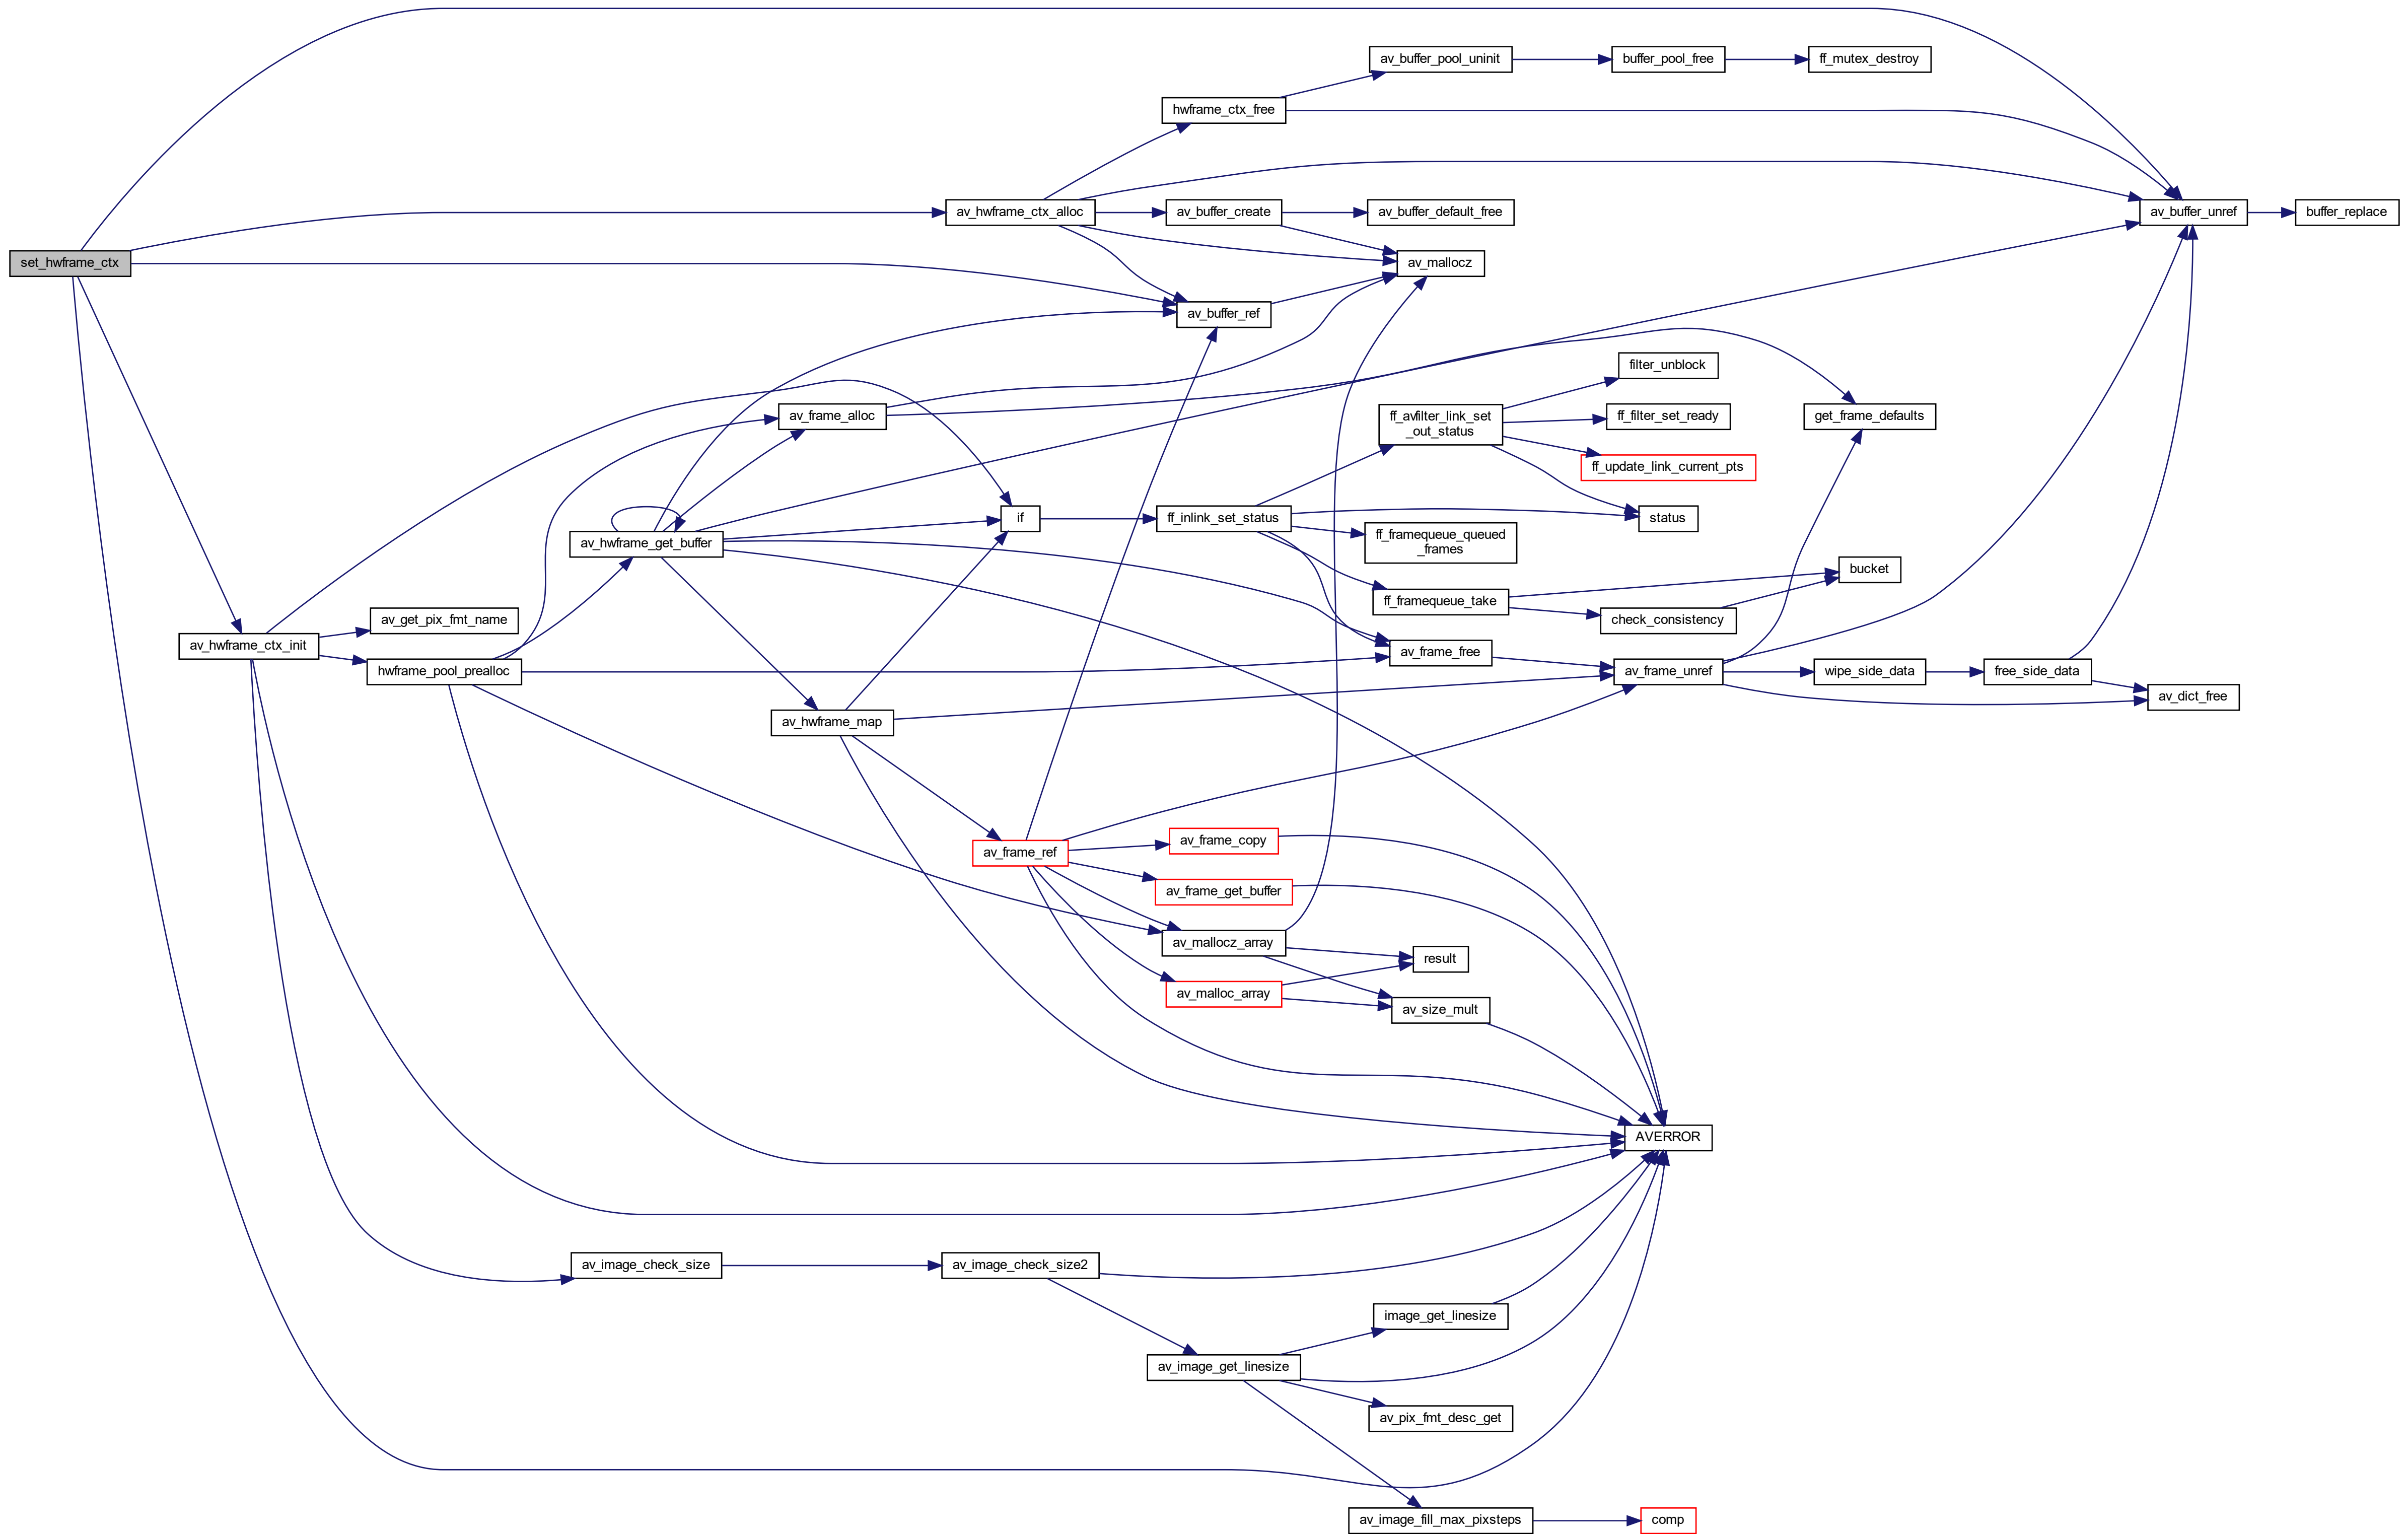 av_buffer_pool_uninit
buffer_pool_free
ff_mutex_destroy
hwframe_ctx_free
av_hwframe_ctx_alloc
av_buffer_create
av_buffer_default_free
av_buffer_unref
buffer_replace
set_hwframe_ctx
av_mallocz
av_buffer_ref
filter_unblock
av_frame_alloc
ff_avfilter_link_set
_out_status
ff_filter_set_ready
get_frame_defaults
ff_update_link_current_pts
av_hwframe_get_buffer
if
ff_inlink_set_status
status
ff_framequeue_queued
_frames
bucket
ff_framequeue_take
check_consistency
av_get_pix_fmt_name
av_hwframe_ctx_init
hwframe_pool_prealloc
av_frame_free
av_frame_unref
wipe_side_data
free_side_data
av_dict_free
av_hwframe_map
av_frame_copy
av_frame_ref
av_frame_get_buffer
av_mallocz_array
result
av_malloc_array
av_size_mult
AVERROR
av_image_check_size
av_image_check_size2
image_get_linesize
av_image_get_linesize
av_pix_fmt_desc_get
av_image_fill_max_pixsteps
comp